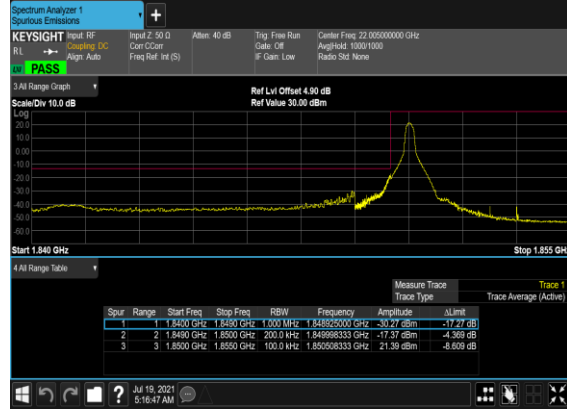 Spectrum Analyzer 1
Spurious Emissions
KEYSIGHT Input: RF Input Z: 50 Ω Atten: 40 dB Trig: Free Run Center Freq: 22.005000000 GHz
RL Coupling: DC Corr CCorr Gate: Off Avg|Hold: 1000/1000
Align: Auto Freq Ref: Int (S) IF Gain: Low Radio Std: None
PASS
3 All Range Graph
Ref Lvl Offset 4.90 dB
Scale/Div 10.0 dB Ref Value 30.00 dBm
Log
20.0
10.0
0.00
-10.0
-20.0
-30.0
-40.0
-50.0
-60.0
Start 1.840 GHz Stop 1.855 GH
4 All Range Table
Measure Trace Trace 1
Trace Type Trace Average (Active)
Spur Range Start Freq Stop Freq RBW Frequency Amplitude ΔLimit
1 1 1.8400 GHz 1.8490 GHz 1.000 MHz 1.848925000 GHz -30.27 dBm -17.27 dB
2 2 1.8490 GHz 1.8500 GHz 200.0 kHz 1.849998333 GHz -17.37 dBm -4.369 dB
3 3 1.8500 GHz 1.8550 GHz 100.0 kHz 1.850508333 GHz 21.39 dBm -8.609 dB
?
Jul 19, 2021
5:16:47 AM